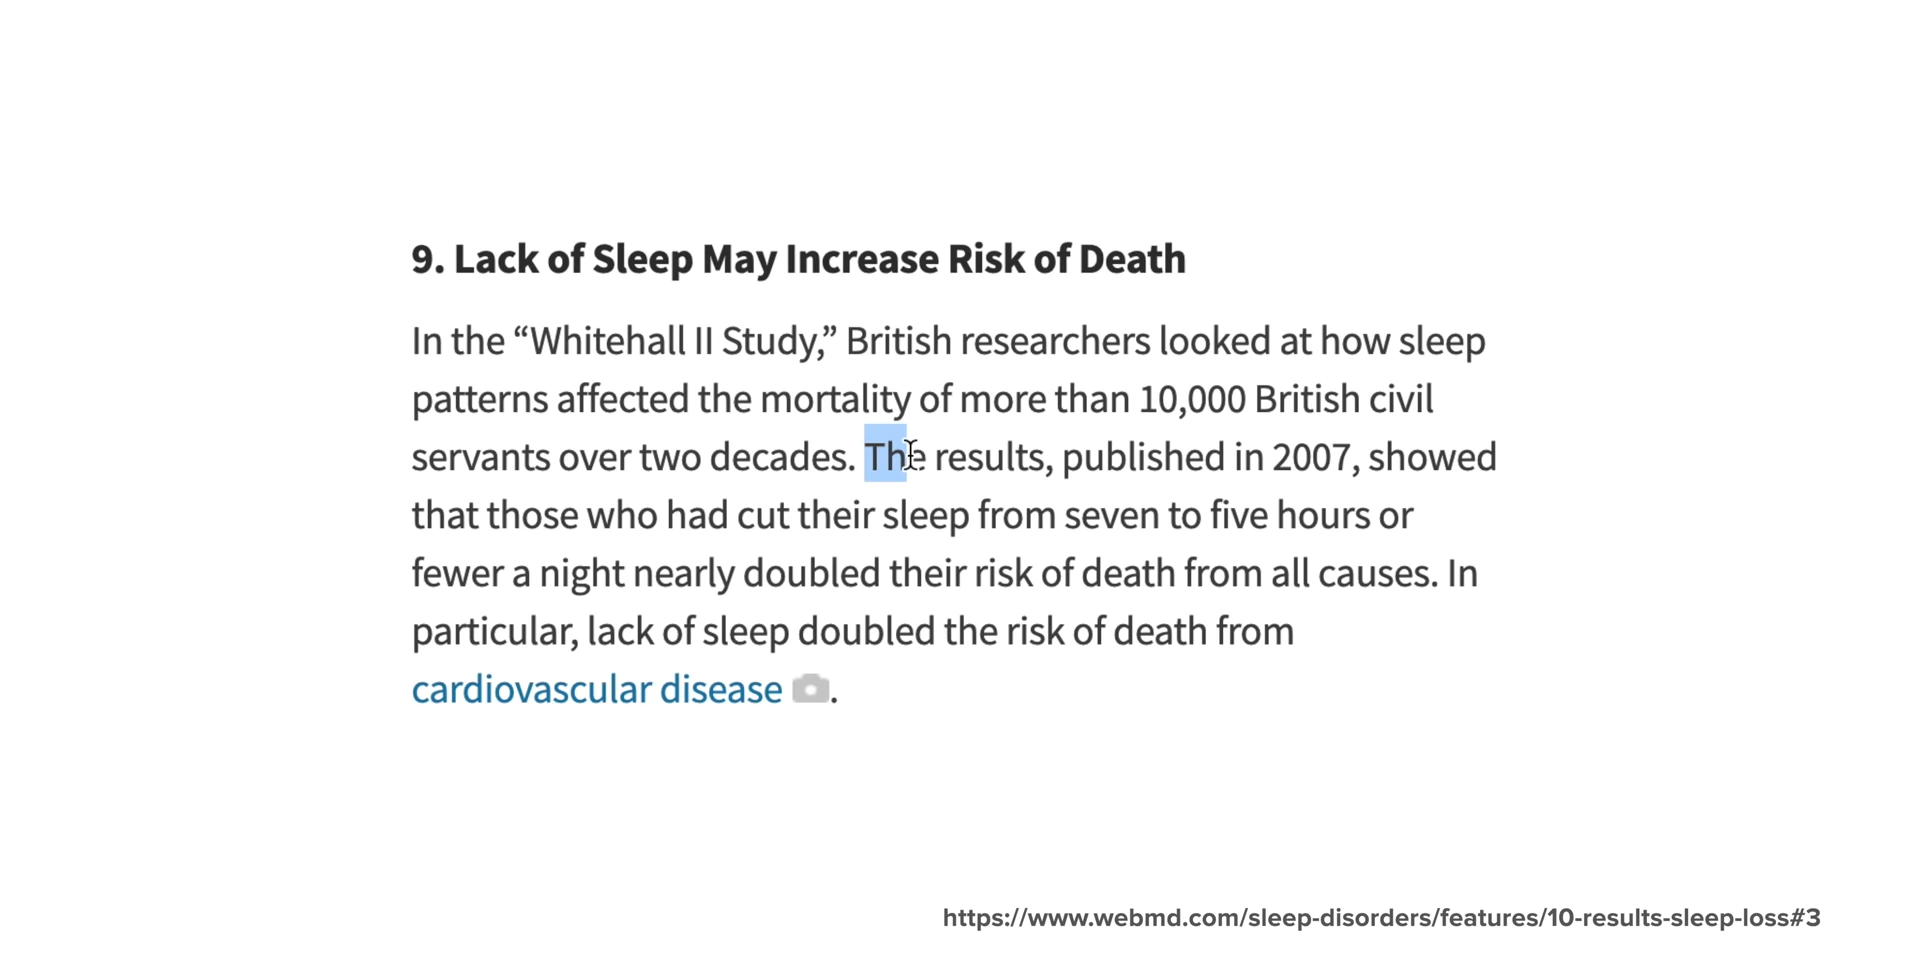 9. Lack of Sleep May Increase Risk of Death
In the “Whitehall II Study,” British researchers looked at how sleep
patterns affected the mortality of more than 10,000 British civil
servants over two decades. The results, published in 2007, showed
that those who had cut their sleep from seven to five hours or
fewer a night nearly doubled their risk of death from all causes. In
particular, lack of sleep doubled the risk of death from
cardiovascular disease .
https://www.webmd.com/sleep-disorders/features/10-results-sleep-loss#3